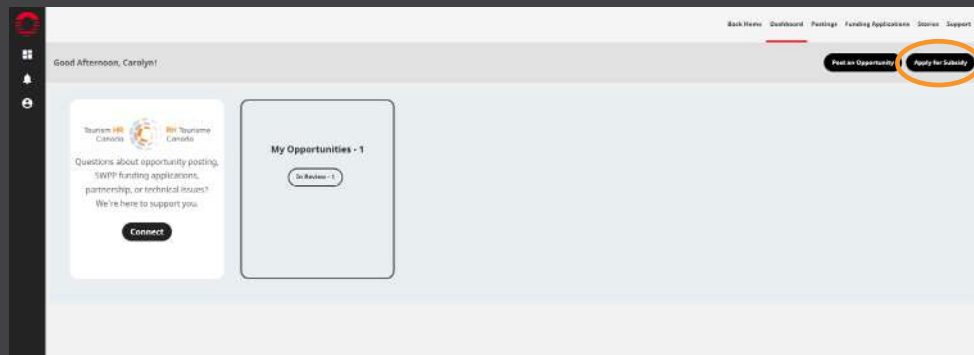 Back Home Dashboard Postings Funding Applications Stories Support
Good Afternoon, Carolyn!
Post an Opportunity
Apply for Subsidy
Tourism HR Canada
RH Tourisme Canada
Questions about opportunity posting,
SWPP funding applications,
partnership, or technical issues?
We're here to support you.
Connect
My Opportunities - 1
In Review - 1